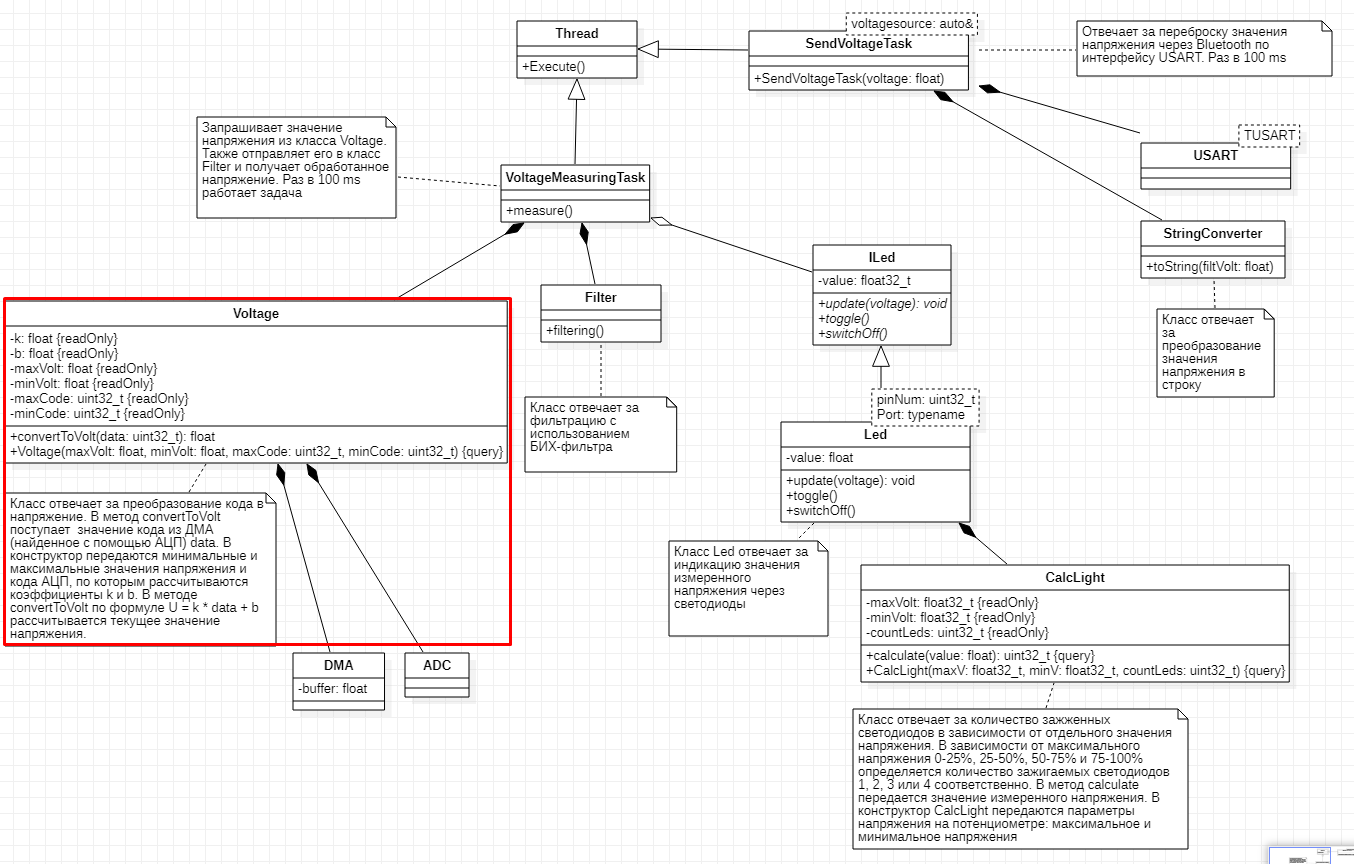 Thread
+Execute()
voltagesource: auto&
SendVoltageTask
+SendVoltageTask(voltage: float)
Отвечает за переброску значения
напряжения через Bluetooth по
интерфейсу USART. Раз в 100 ms
TUSART
USART
StringConverter
+toString(filtVolt: float)
Класс отвечает
за
преобразование
значения
напряжения в
строку
Запрашивает значение
напряжения из класса Voltage.
Также отправляет его в класс
Filter и получает обработанное
напряжение. Раз в 100 ms
работает задача
VoltageMeasuringTask
+measure()
ILed
-value: float32_t
+update(voltage): void
+toggle()
+switchOff()
Filter
+filtering()
Класс отвечает за
фильтрацию с
использованием
БИХ-фильтра
Voltage
-k: float {readOnly}
-b: float {readOnly}
-maxVolt: float {readOnly}
-minVolt: float {readOnly}
-maxCode: uint32_t {readOnly}
-minCode: uint32_t {readOnly}
+convertToVolt(data: uint32_t): float
+Voltage(maxVolt: float, minVolt: float, maxCode: uint32_t, minCode: uint32_t) {query}
Класс отвечает за преобразование кода в
напряжение. В метод convertToVolt
поступает значение кода из ДМА
(найденное с помощью АЦП) data. В
конструктор передаются минимальные и
максимальные значения напряжения и
кода АЦП, по которым рассчитываются
коэффициенты k и b. В методе
convertToVolt по формуле U = k * data + b
рассчитывается текущее значение
напряжения.
DMA
-buffer: float
ADC
pinNum: uint32_t
Port: typename
Led
-value: float
+update(voltage): void
+toggle()
+switchOff()
Класс Led отвечает за
индикацию значения
измеренного
напряжения через
светодиоды
CalcLight
-maxVolt: float32_t {readOnly}
-minVolt: float32_t {readOnly}
-countLeds: uint32_t {readOnly}
+calculate(value: float): uint32_t {query}
+CalcLight(maxV: float32_t, minV: float32_t, countLeds: uint32_t) {query}
Класс отвечает за количество зажженных
светодиодов в зависимости от отдельного значения
напряжения. В зависимости от максимального
напряжения 0-25%, 25-50%, 50-75% и 75-100%
определяется количество зажигаемых светодиодов
1, 2, 3 или 4 соответственно. В метод calculate
передается значение измеренного напряжения. В
конструктор CalcLight передаются параметры
напряжения на потенциометре: максимальное и
минимальное напряжения